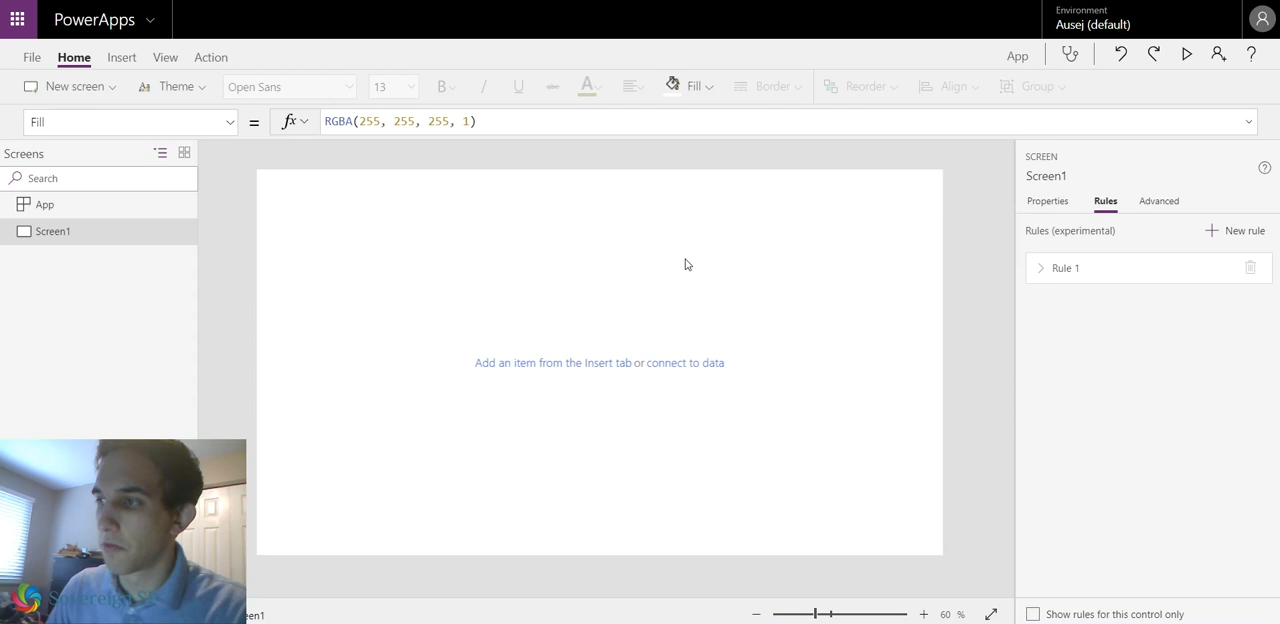 PowerApps
Environment
Ausej (default)
File Home Insert View Action
App
New screen Theme Open Sans 13 B I U abc A Fill Border Reorder Align Group
Fill = fx RGBA(255, 255, 255, 1)
Screens
Search
App
Screen1
Add an item from the Insert tab or connect to data
SCREEN
Screen1
Properties Rules Advanced
Rules (experimental) New rule
Rule 1
een1
60 %
Show rules for this control only